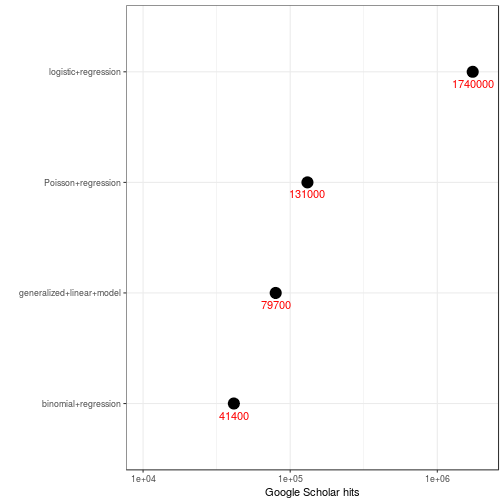 logistic+regression
1740000
Poisson+regression
131000
generalized+linear+model
79700
binomial+regression
41400
1e+04 1e+05 1e+06
Google Scholar hits